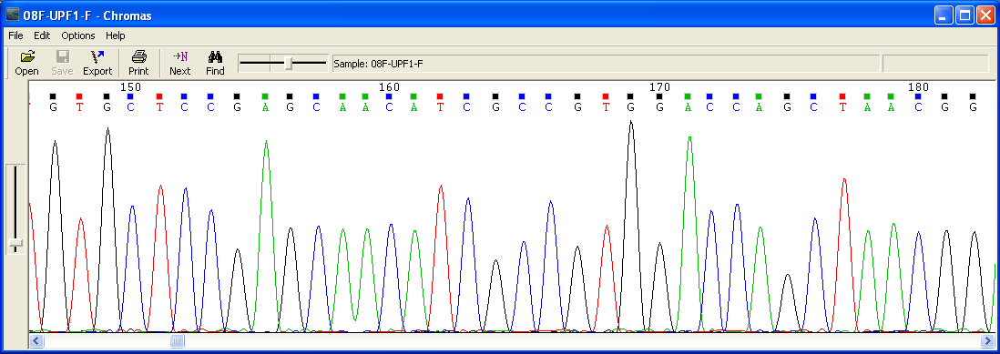 08F-UPF1-F - Chromas
File Edit Options Help
Open Save Export Print Next Find Sample: 08F-UPF1-F
150 160 170 180
G T G C T C C G A G C A A C A T C G C C G T G G A C C A G C T A A C G G